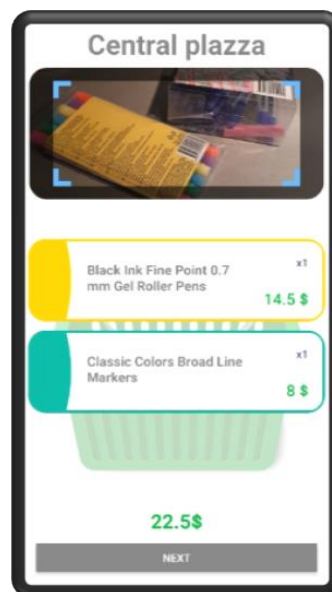 Central plazza
Black Ink Fine Point 0.7
mm Gel Roller Pens
x1
14.5 $
Classic Colors Broad Line
Markers
x1
8 $
22.5$
NEXT